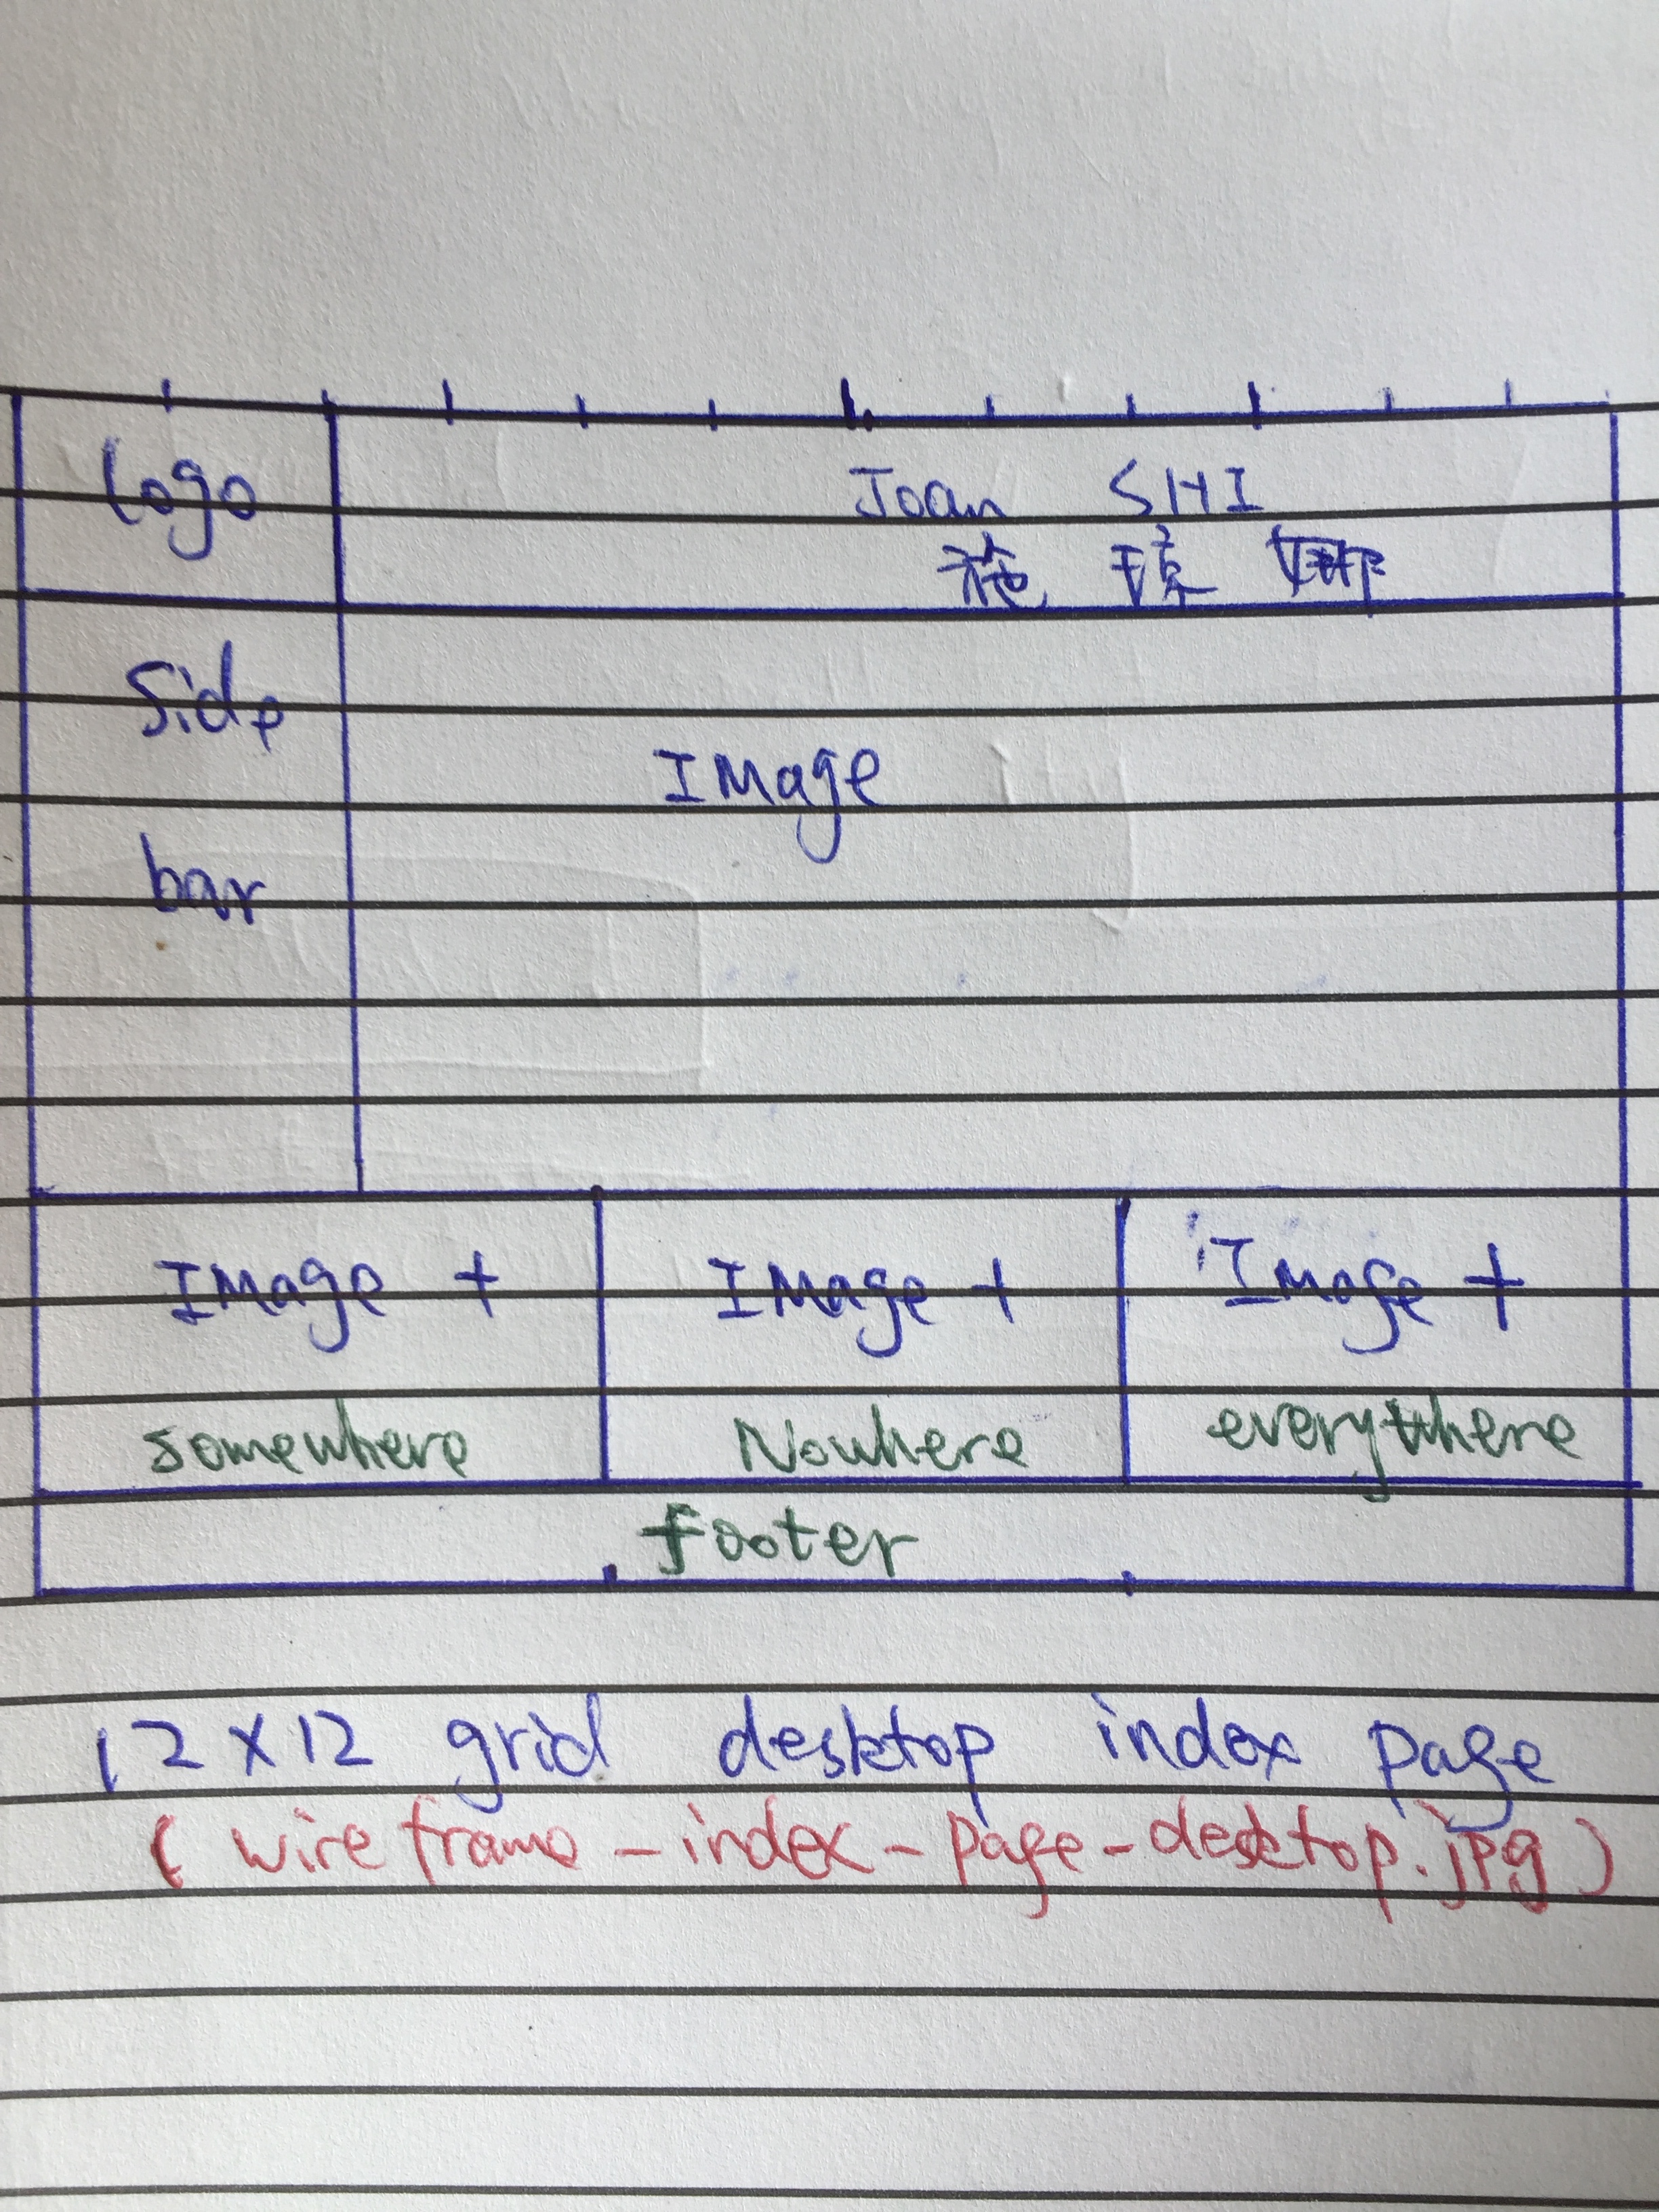 Logo
Joan SHI
施 琼 娜
Side
bar
Image
Image +
somewhere
Image +
Nowhere
Image +
everywhere
footer
12 x 12 grid desktop index page
( wireframe-index-page-desktop.jpg )